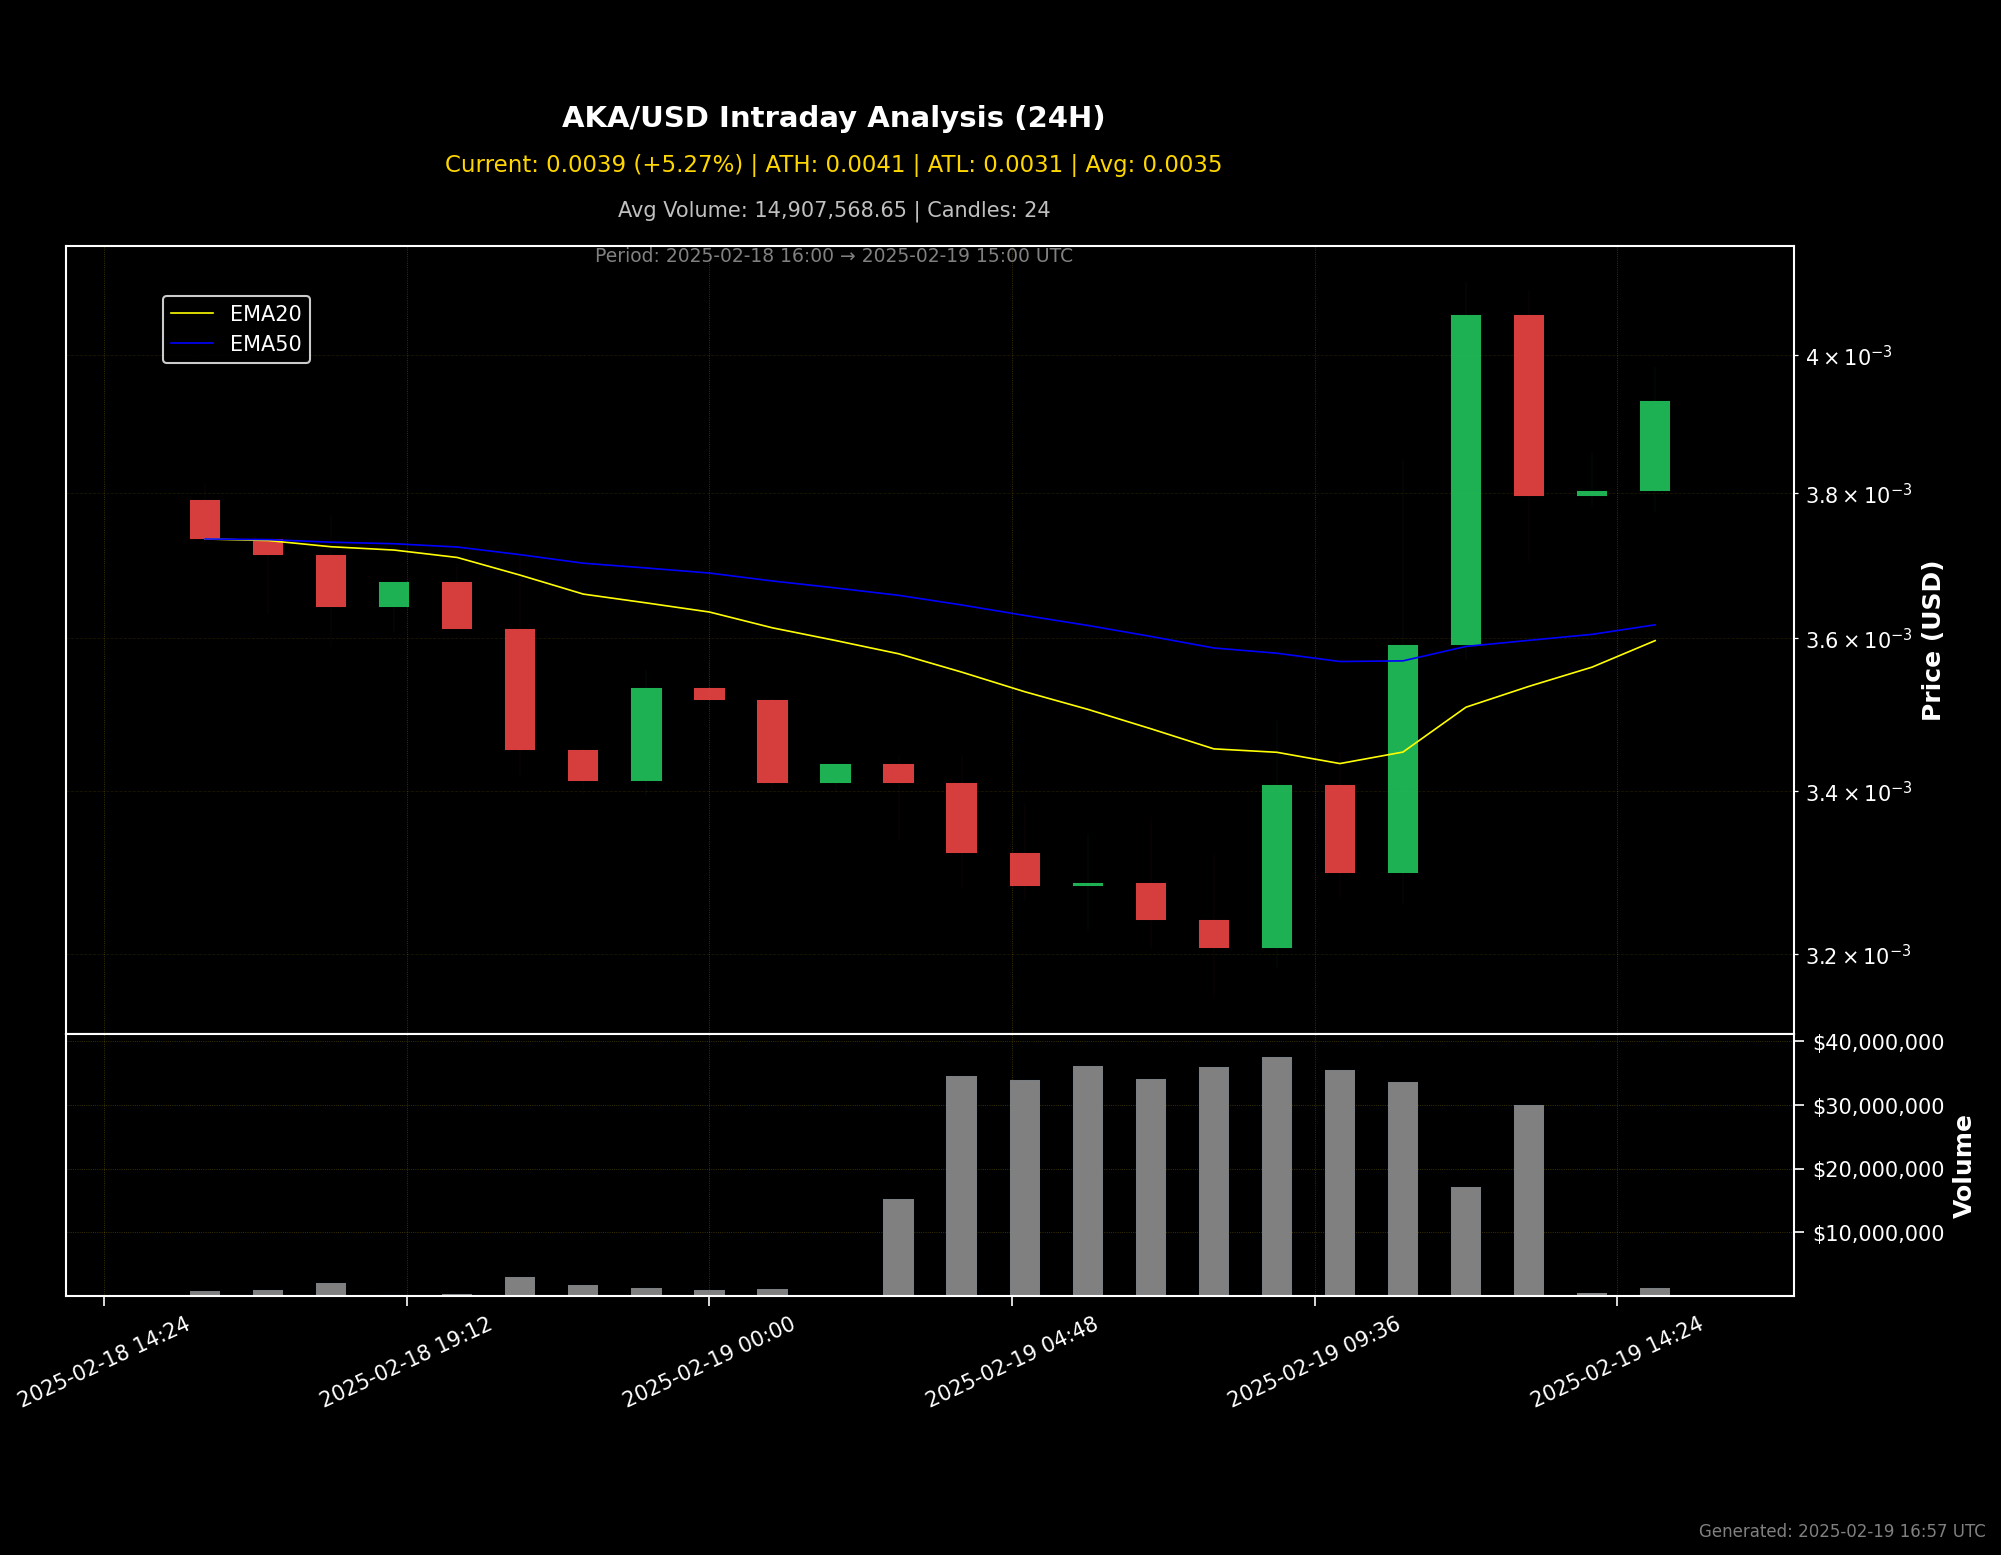 AKA/USD Intraday Analysis (24H)
Current: 0.0039 (+5.27%) | ATH: 0.0041 | ATL: 0.0031 | Avg: 0.0035
Avg Volume: 14,907,568.65 | Candles: 24
Period: 2025-02-18 16:00 → 2025-02-19 15:00 UTC
EMA20
EMA50
4 × 10⁻³
3.8 × 10⁻³
3.6 × 10⁻³
3.4 × 10⁻³
3.2 × 10⁻³
Price (USD)
$40,000,000
$30,000,000
$20,000,000
$10,000,000
Volume
2025-02-18 14:24
2025-02-18 19:12
2025-02-19 00:00
2025-02-19 04:48
2025-02-19 09:36
2025-02-19 14:24
Generated: 2025-02-19 16:57 UTC